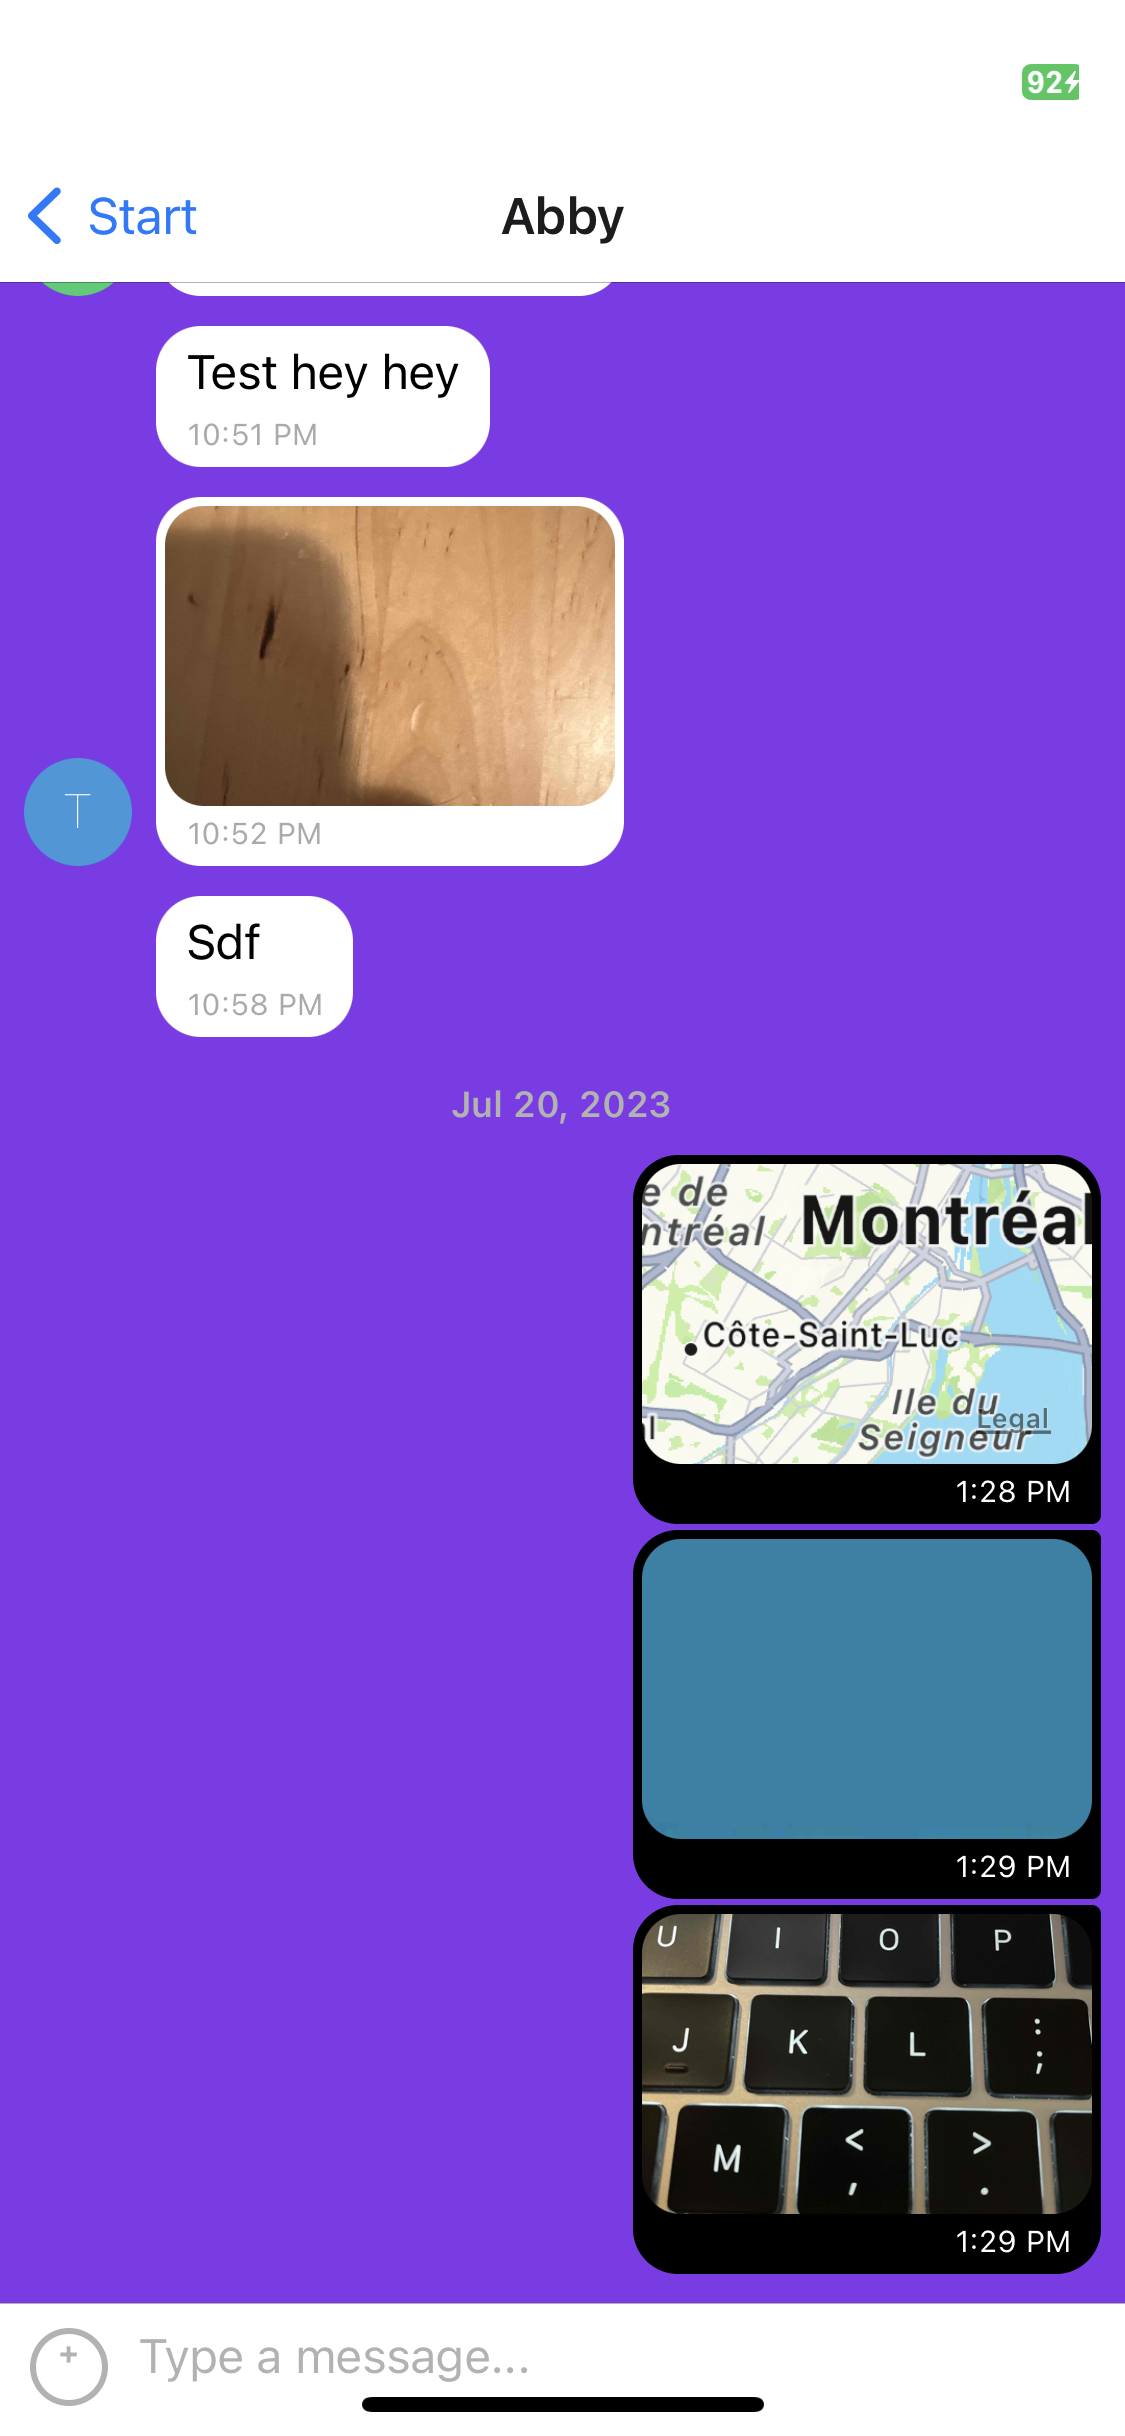 92
Start
Abby
Test hey hey
10:51 PM
10:52 PM
T
Sdf
10:58 PM
Jul 20, 2023
e de
ntréal
Montréal
Côte-Saint-Luc
Ile du
Seigneur
Legal
l
1:28 PM
1:29 PM
U I O P
J K L : ;
M < , > .
1:29 PM
+
Type a message...